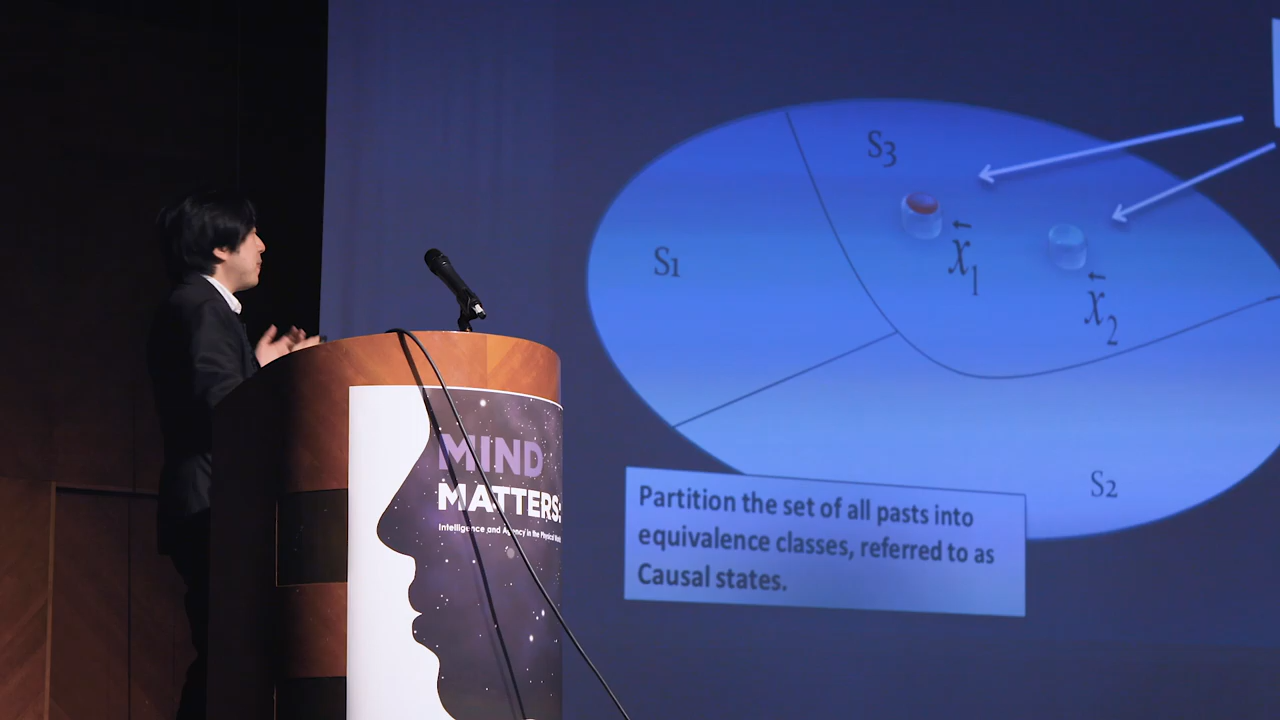 S3
S1
x1
x2
S2
Partition the set of all pasts into
equivalence classes, referred to as
Causal states.
MIND
MATTERS:
Intelligence and Agency in the Physical